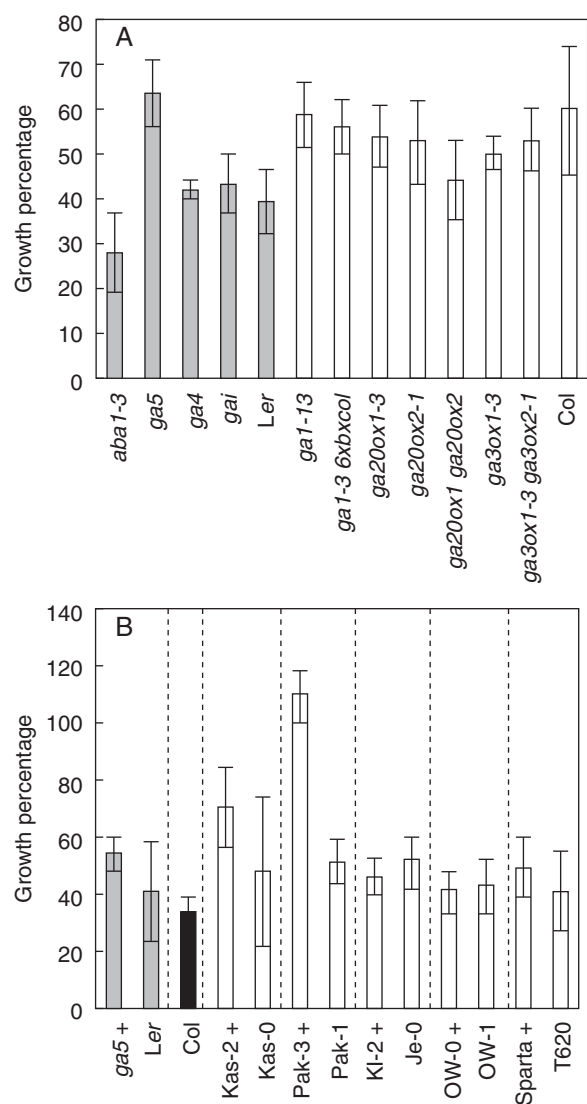 A
80
70
60
50
40
30
20
10
0
Growth percentage
aba1-3
ga5
ga4
gai
Ler
ga1-13
ga1-3 6xbxcol
ga20ox1-3
ga20ox2-1
ga20ox1 ga20ox2
ga3ox1-3
ga3ox1-3 ga3ox2-1
Col
B
140
120
100
80
60
40
20
0
Growth percentage
ga5 +
Ler
Col
Kas-2 +
Kas-0
Pak-3 +
Pak-1
Kl-2 +
Je-0
OW-0 +
OW-1
Sparta +
T620